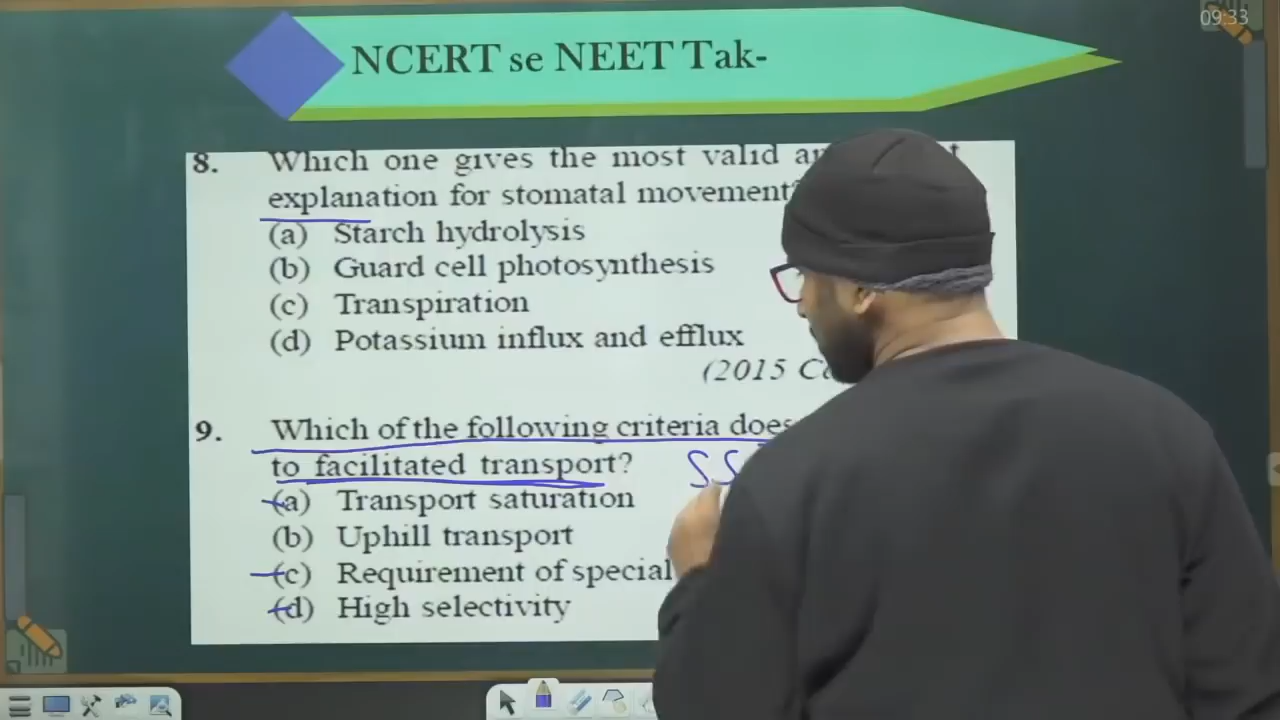 09:33
NCERT se NEET Tak-
8. Which one gives the most valid
explanation for stomatal movement
(a) Starch hydrolysis
(b) Guard cell photosynthesis
(c) Transpiration
(d) Potassium influx and efflux
(2015
9. Which of the following criteria does
to facilitated transport? SS
(a) Transport saturation
(b) Uphill transport
(c) Requirement of special
(d) High selectivity